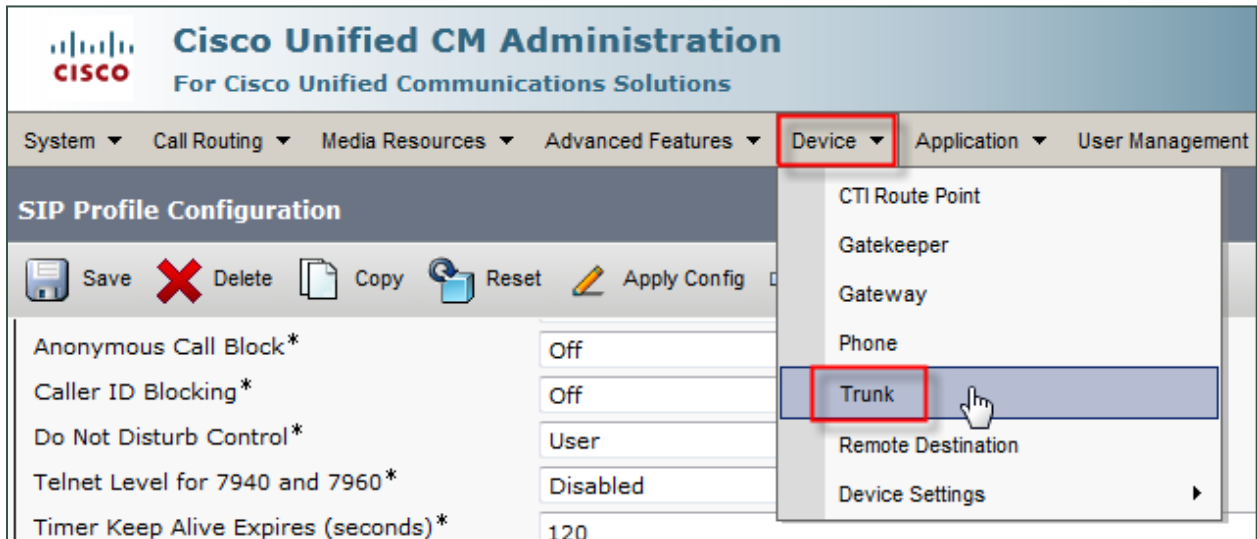 Cisco Unified CM Administration
CISCO
For Cisco Unified Communications Solutions
System Call Routing Media Resources Advanced Features Device Application User Management
SIP Profile Configuration
Save Delete Copy Reset Apply Config
CTI Route Point
Gatekeeper
Gateway
Phone
Trunk
Remote Destination
Device Settings
Anonymous Call Block* Off
Caller ID Blocking* Off
Do Not Disturb Control* User
Telnet Level for 7940 and 7960* Disabled
Timer Keep Alive Expires (seconds)* 120